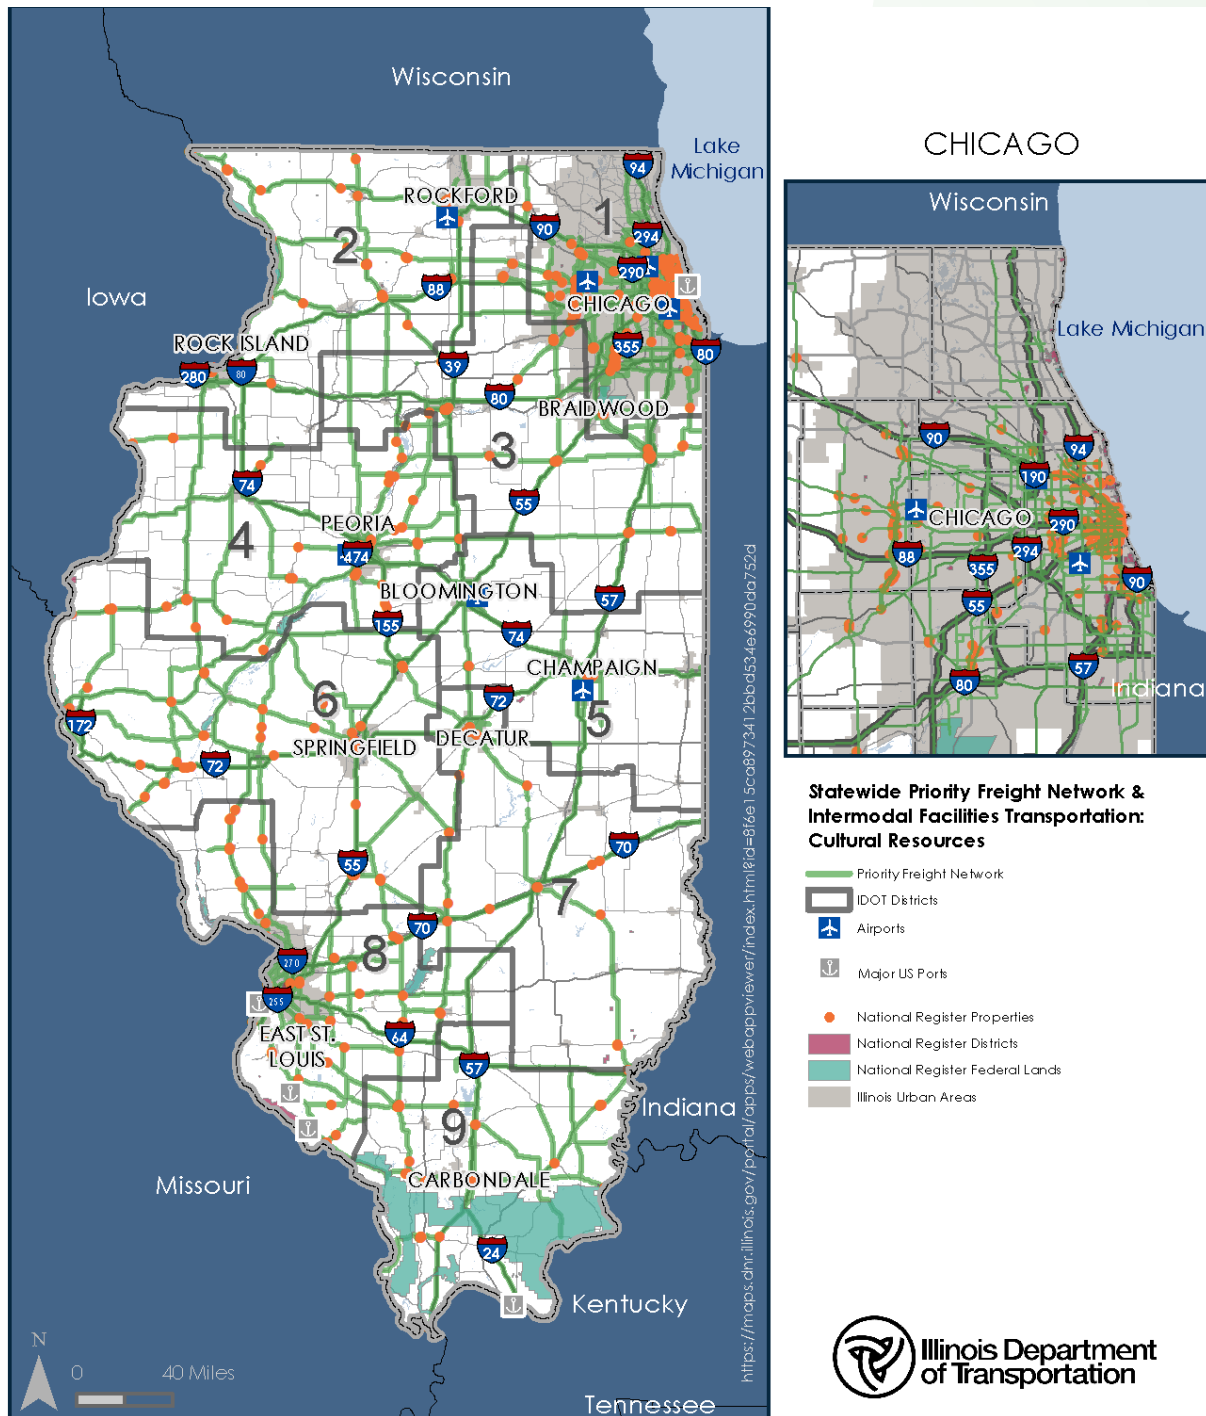 Wisconsin
Lake
Michigan
94
ROCKFORD
1
90
294
2
290
88
CHICAGO
Iowa
ROCK ISLAND
355
80
39
280
80
80
BRAIDWOOD
3
74
55
PEORIA
4
474
BLOOMINGTON
57
155
74
CHAMPAIGN
6
72
5
172
SPRINGFIELD
DECATUR
72
70
55
7
70
8
270
255
EAST ST.
LOUIS
64
57
Indiana
9
Missouri
CARBONDALE
24
Kentucky
N
0 40 Miles
Tennessee
https://maps.dnr.illinois.gov/portal/apps/webappviewer/index.html?id=8f6e15ca8973412bbd534e6990da752d
CHICAGO
Wisconsin
Lake Michigan
90
94
190
CHICAGO
290
88
294
355
90
55
57
80
Indiana
Statewide Priority Freight Network &
Intermodal Facilities Transportation:
Cultural Resources
Priority Freight Network
IDOT Districts
Airports
Major US Ports
National Register Properties
National Register Districts
National Register Federal Lands
Illinois Urban Areas
Illinois Department
of Transportation